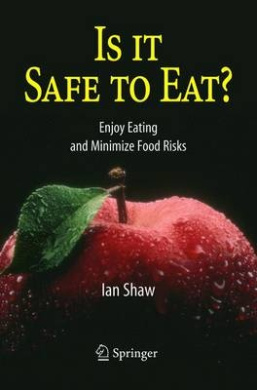 IS IT
SAFE TO EAT?
Enjoy Eating
and Minimize Food Risks
Ian Shaw
Springer